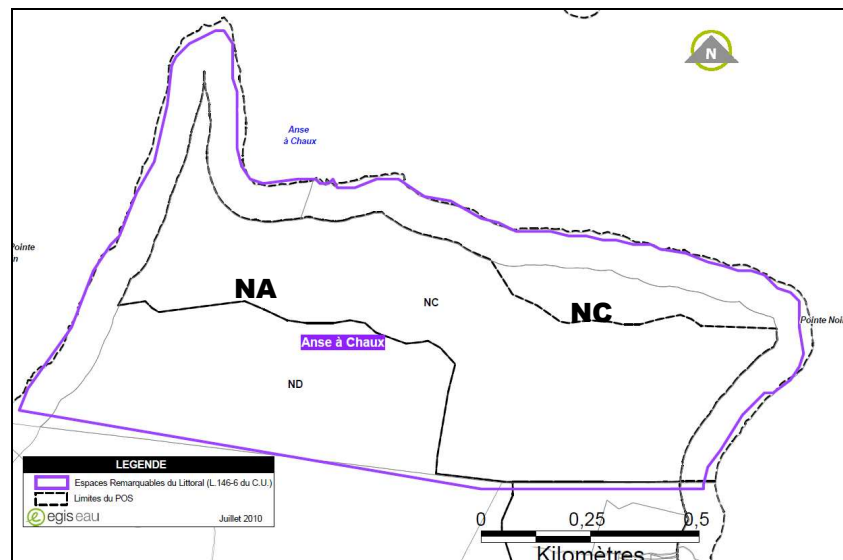 N
Anse
à Chaux
Pointe
NA
NC
NC
Pointe Noi
Anse à Chaux
ND
LEGENDE
Espaces Remarquables du Littoral (L.146-6 du C.U.)
Limites du POS
egis eau
Juillet 2010
0 0,25 0,5
Kilomètres